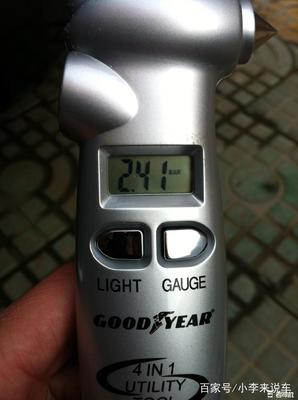 2.41 BAR
LIGHT GAUGE
GOODYEAR
4 IN 1
UTILITY
TOOL
百家号/小李来说车